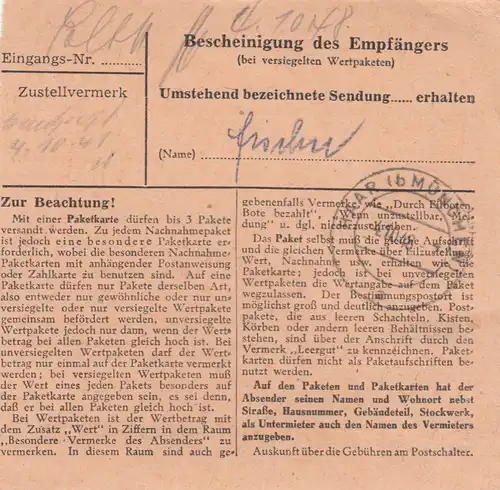 4.10.48
Bescheinigung des Empfängers
(bei versiegelten Wertpaketen)
Eingangs-Nr.
Zustellvermerk
Umstehend bezeichnete Sendung...... erhalten
4.10.48
(Name) Fischer
HAAR (b MÜNCH
Zur Beachtung!
Mit einer Paketkarte dürfen bis 3 Pakete
versandt werden. Zu jedem Nachnahmepaket
ist jedoch eine besondere Paketkarte er-
forderlich, wobei die besonderen Nachnahme-
Paketkarten mit anhängender Postanweisung
oder Zahlkarte zu benutzen sind. Auf eine
Paketkarte dürfen nur Pakete derselben Art,
also entweder nur gewöhnliche oder nur un-
versiegelte oder nur versiegelte Wertpakete
gemeinsam befördert werden, unversiegelte
Wertpakete jedoch nur dann, wenn der Wert-
betrag bei allen Paketen gleich hoch ist. Bei
unversiegelten Wertpaketen darf der Wert-
betrag nur einmal auf der Paketkarte vermerkt
werden; bei versiegelten Wertpaketen muß
der Wert eines jeden Pakets besonders auf
der Paketkarte angegeben sein, es sei denn,
daß er bei allen Paketen gleich hoch ist.
Bei Wertpaketen ist der Wertbetrag mit
dem Zusatz „Wert” in Ziffern in dem Raum
„Besondere Vermerke des Absenders” zu
vermerken. In diesem Raum sind auch ge-
gebenenfalls Vermerke, wie „Durch Eilboten,
Bote bezahlt”, „Wenn unzustellbar, Mel-
dung” u. dgl. niederzuschreiben.
Das Paket selbst muß die gleiche Aufschrift
und die gleichen Vermerke über Eilzustellung,
Wert, Nachnahme usw. erhalten wie die
Paketkarte; jedoch ist bei unversiegelten
Wertpaketen die Wertangabe auf dem Paket
wegzulassen. Der Bestimmungspostort ist
möglichst groß und deutlich anzugeben. Post-
pakete, die aus leeren Schachteln, Kisten,
Körben oder andern leeren Behältnissen be-
stehen, sind über der Anschrift durch den
Vermerk „Leergut” zu kennzeichnen. Paket-
Karten dürfen nicht als Paketaufschriften be-
nutzt werden.
Auf den Paketen und Paketkarten hat der
Absender seinen Namen und Wohnort nebst
Straße, Hausnummer, Gebäudeteil, Stockwerk,
als Untermieter auch den Namen des Vermieters
anzugeben.
Auskunft über die Gebühren am Postschalter.